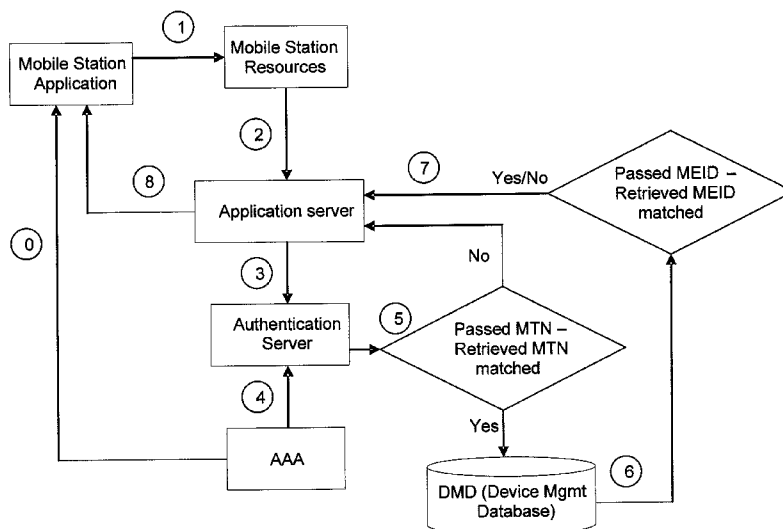 1
Mobile Station
Application
Mobile Station
Resources
2
8
7
Yes/No
Passed MEID –
Retrieved MEID
matched
Application server
0
No
3
Authentication
Server
5
Passed MTN –
Retrieved MTN
matched
4
Yes
AAA
6
DMD (Device Mgmt
Database)